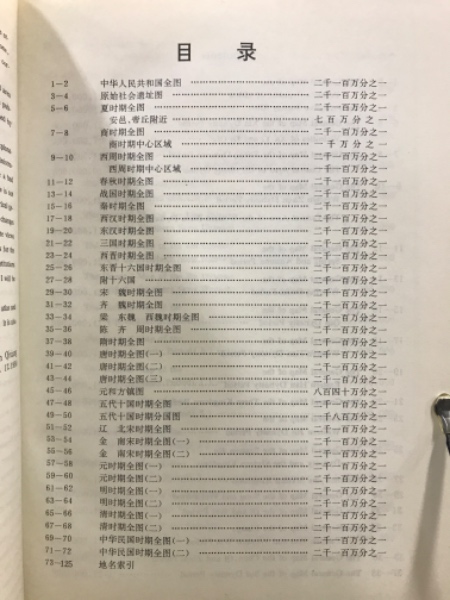 目 录
1－2 中华人民共和国全图 二千一百万分之一
3－4 原始社会遗址图 二千一百万分之一
5－6 夏时期全图 二千一百万分之一
安邑、帝丘附近 七百万分之一
7－8 商时期全图 二千一百万分之一
商时期中心区域 一千万分之一
9－10 西周时期全图 二千一百万分之一
西周时期中心区域 一千万分之一
11－12 春秋时期全图 二千一百万分之一
13－14 战国时期全图 二千一百万分之一
15－16 秦时期全图 二千一百万分之一
17－18 西汉时期全图 二千一百万分之一
19－20 东汉时期全图 二千一百万分之一
21－22 三国时期全图 二千一百万分之一
23－24 西晋时期全图 二千一百万分之一
25－26 东晋十六国时期全图 二千一百万分之一
27－28 附十六国 二千一百万分之一
29－30 宋 魏时期全图 二千一百万分之一
31－32 齐 魏时期全图 二千一百万分之一
33－34 梁 东魏 西魏时期全图 二千一百万分之一
35－36 陈 齐 周时期全图 二千一百万分之一
37－38 隋时期全图 二千一百万分之一
39－40 唐时期全图(一) 二千一百万分之一
41－42 唐时期全图(二) 二千一百万分之一
43－44 唐时期全图(三) 二千一百万分之一
45－46 元和方镇图 八百四十万分之一
47－48 五代十国时期全图 二千一百万分之一
49－50 五代十国时期分国图 一千八百万分之一
51－52 辽 北宋时期全图 二千一百万分之一
53－54 金 南宋时期全图(一) 二千一百万分之一
55－56 金 南宋时期全图(二) 二千一百万分之一
57－58 元时期全图(一) 二千一百万分之一
59－60 元时期全图(二) 二千一百万分之一
61－62 明时期全图(一) 二千一百万分之一
63－64 明时期全图(二) 二千一百万分之一
65－66 清时期全图(一) 二千一百万分之一
67－68 清时期全图(二) 二千一百万分之一
69－70 中华民国时期全图(一) 二千一百万分之一
71－72 中华民国时期全图(二) 二千一百万分之一
73－125 地名索引